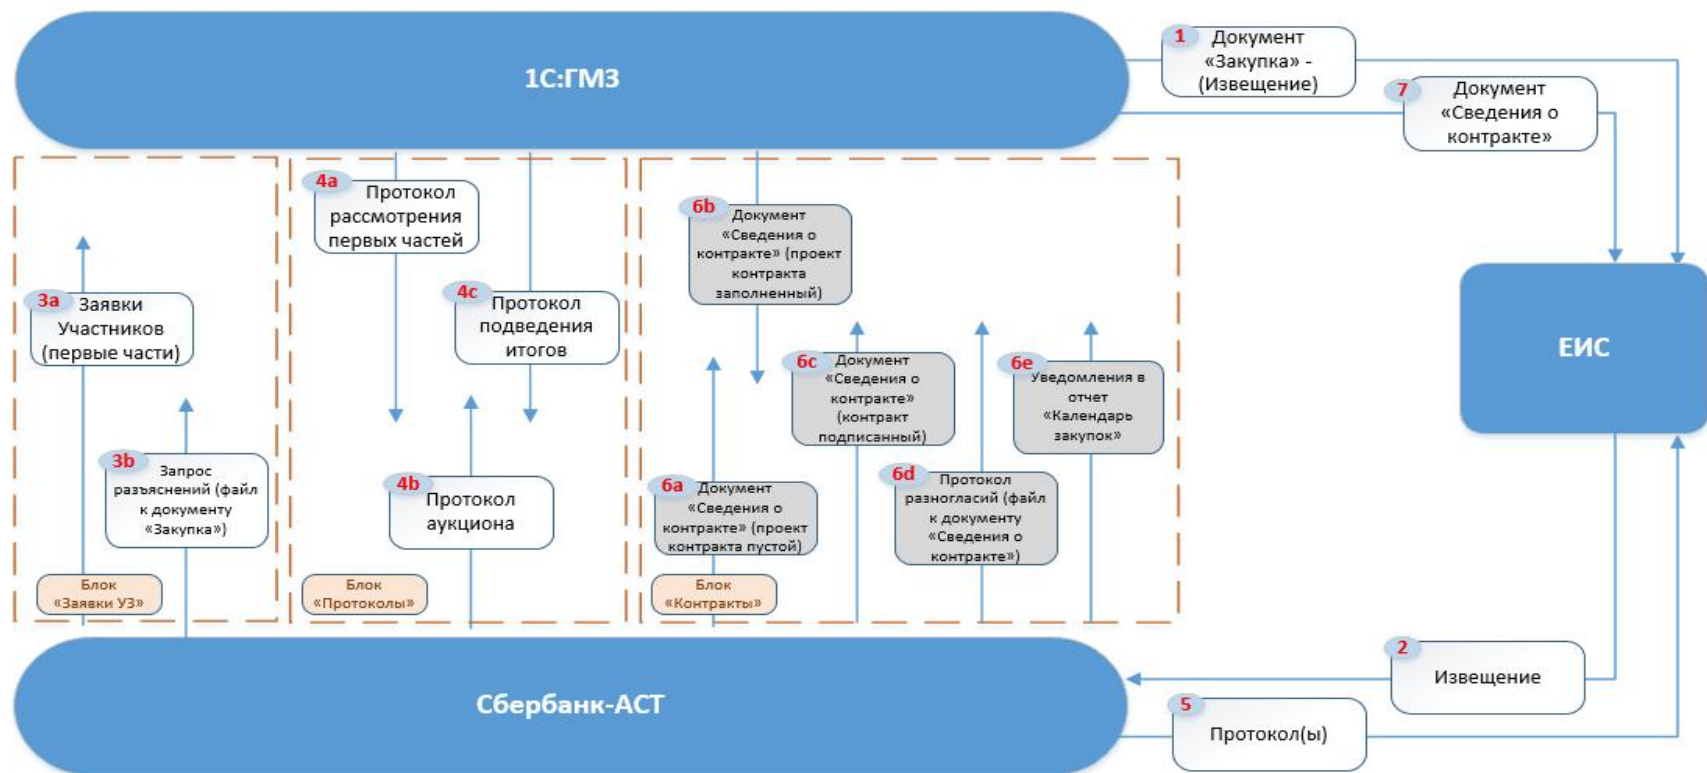 1С:ГМЗ
1
Документ
«Закупка» -
(Извещение)
7
Документ
«Сведения о
контракте»
3a
Заявки
Участников
(первые части)
3b
Запрос
разъяснений (файл
к документу
«Закупка»)
Блок
«Заявки УЗ»
4a
Протокол
рассмотрения
первых частей
4c
Протокол
подведения
итогов
4b
Протокол
аукциона
Блок
«Протоколы»
6b
Документ
«Сведения о
контракте» (проект
контракта
заполненный)
6c
Документ
«Сведения о
контракте»
(контракт
подписанный)
6e
Уведомления в
отчет
«Календарь
закупок»
6a
Документ
«Сведения о
контракте» (проект
контракта пустой)
6d
Протокол
разногласий (файл
к документу
«Сведения о
контракте»)
Блок
«Контракты»
ЕИС
Сбербанк-АСТ
2
Извещение
5
Протокол(ы)